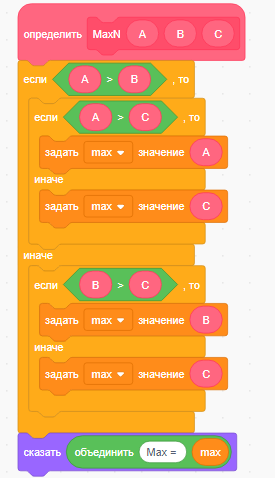 определить MaxN A B C
если A > B , то
если A > C , то
задать max значение A
иначе
задать max значение C
иначе
если B > C , то
задать max значение B
иначе
задать max значение C
сказать объединить Max = max